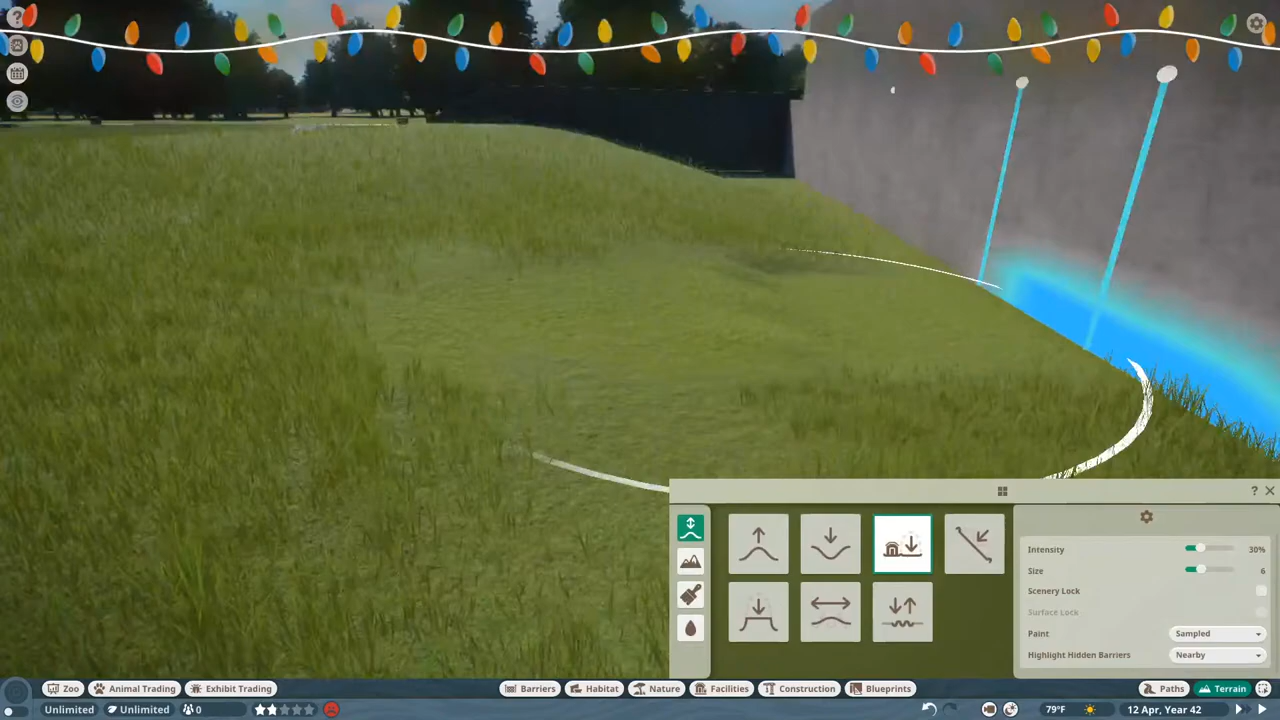 ?
? ×
Intensity 30%
Size 6
Scenery Lock
Surface Lock
Paint Sampled
Highlight Hidden Barriers Nearby
Zoo Animal Trading Exhibit Trading Barriers Habitat Nature Facilities Construction Blueprints Paths Terrain
Unlimited Unlimited 0 79°F 12 Apr, Year 42